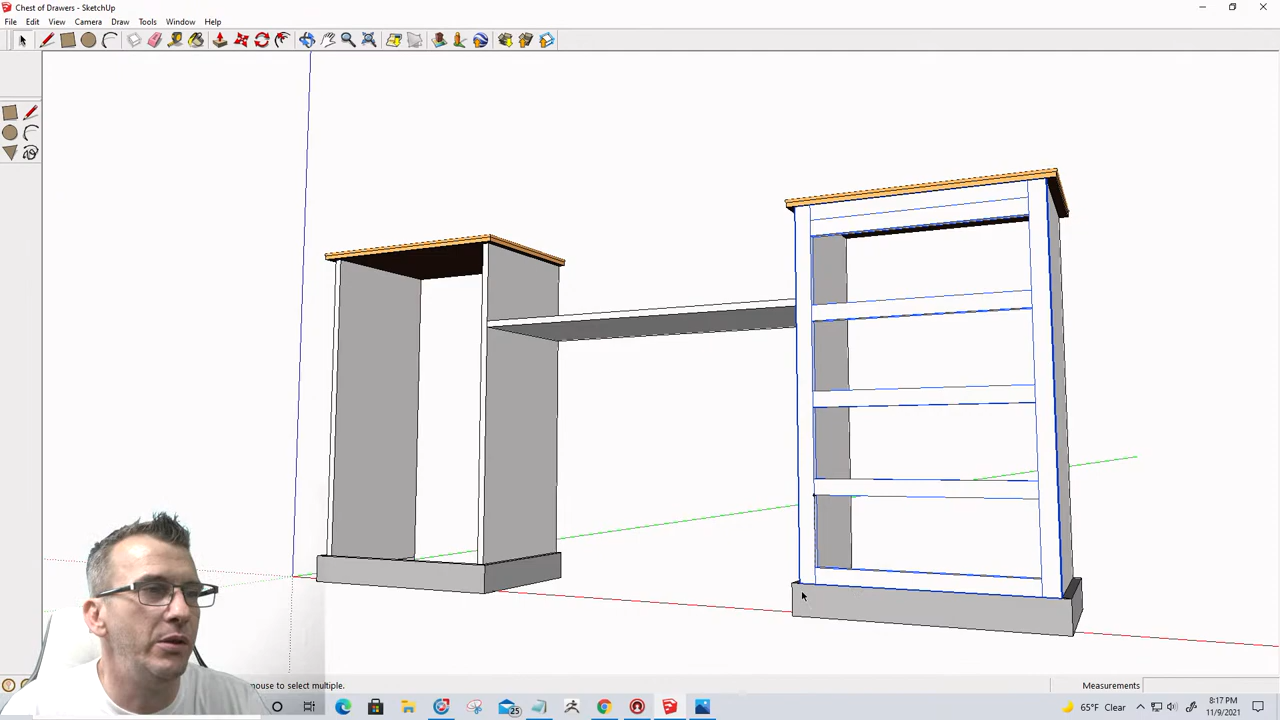 Chest of Drawers - SketchUp
File Edit View Camera Draw Tools Window Help
mouse to select multiple.
Measurements
25
65°F Clear
8:17 PM
11/9/2021